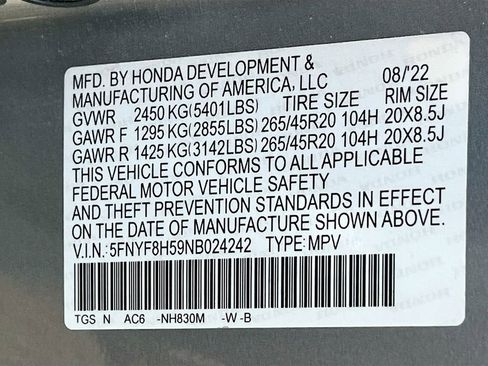 MFD. BY HONDA DEVELOPMENT & 08/'22
MANUFACTURING OF AMERICA, LLC
GVWR 2450 KG(5401LBS) TIRE SIZE RIM SIZE
GAWR F 1295 KG(2855LBS) 265/45R20 104H 20X8.5J
GAWR R 1425 KG(3142LBS) 265/45R20 104H 20X8.5J
THIS VEHICLE CONFORMS TO ALL APPLICABLE
FEDERAL MOTOR VEHICLE SAFETY
AND THEFT PREVENTION STANDARDS IN EFFECT
ON THE DATE OF MANUFACTURE SHOWN ABOVE.
V.I.N.:5FNYF8H59NB024242 TYPE:MPV
TGS N AC6 -NH830M -W -B